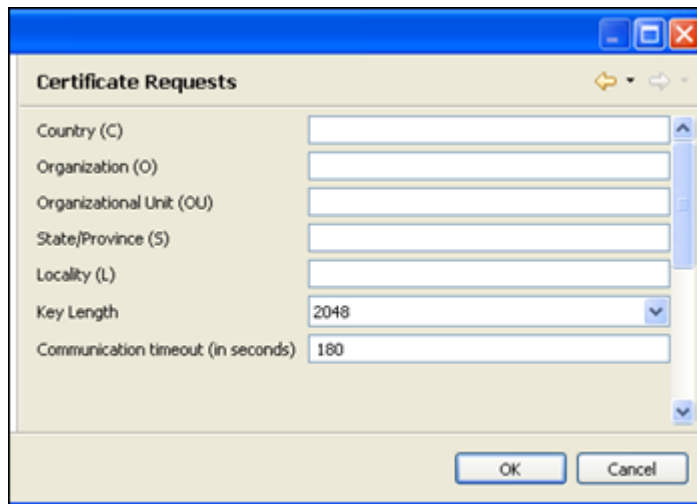 Certificate Requests
Country (C)
Organization (O)
Organizational Unit (OU)
State/Province (S)
Locality (L)
Key Length 2048
Communication timeout (in seconds) 180
OK Cancel